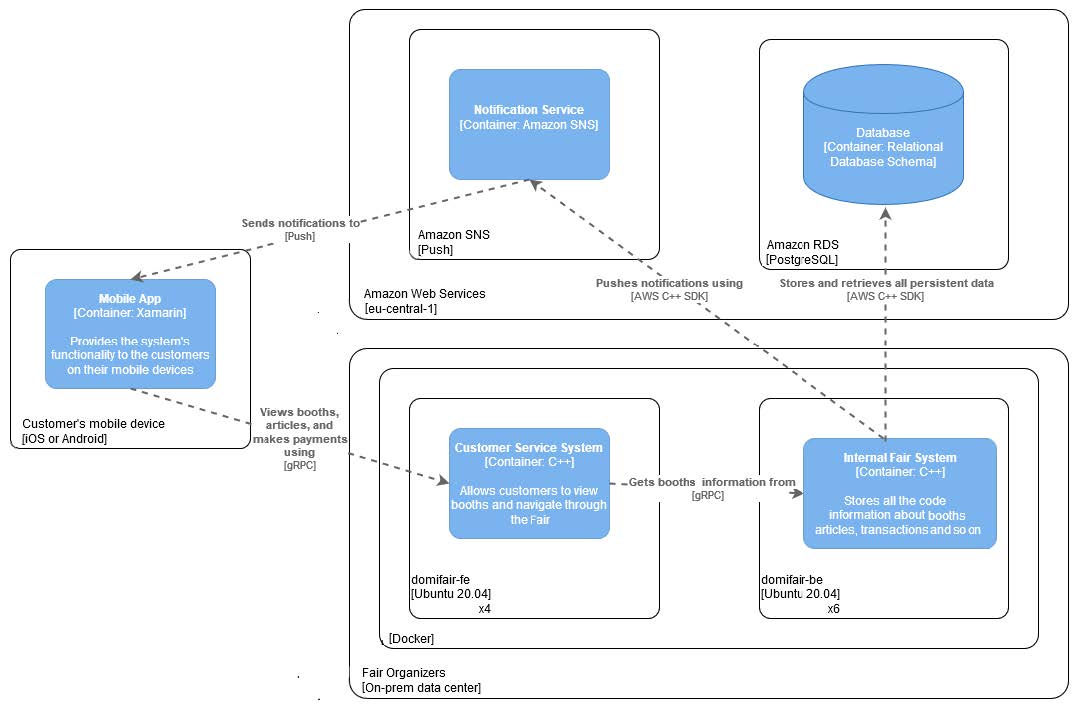 Notification Service
[Container: Amazon SNS]
Amazon SNS
[Push]
Database
[Container: Relational
Database Schema]
Amazon RDS
[PostgreSQL]
Amazon Web Services
[eu-central-1]
Sends notifications to
[Push]
Pushes notifications using
[AWS C++ SDK]
Stores and retrieves all persistent data
[AWS C++ SDK]
Mobile App
[Container: Xamarin]
Provides the system's
functionality to the customers
on their mobile devices
Customer's mobile device
[iOS or Android]
Views booths,
articles, and
makes payments
using
[gRPC]
Customer Service System
[Container: C++]
Allows customers to view
booths and navigate through
the Fair
domifair-fe
[Ubuntu 20.04]
x4
Gets booths information from
[gRPC]
Internal Fair System
[Container: C++]
Stores all the code
information about booths
articles, transactions and so on
domifair-be
[Ubuntu 20.04]
x6
[Docker]
Fair Organizers
[On-prem data center]